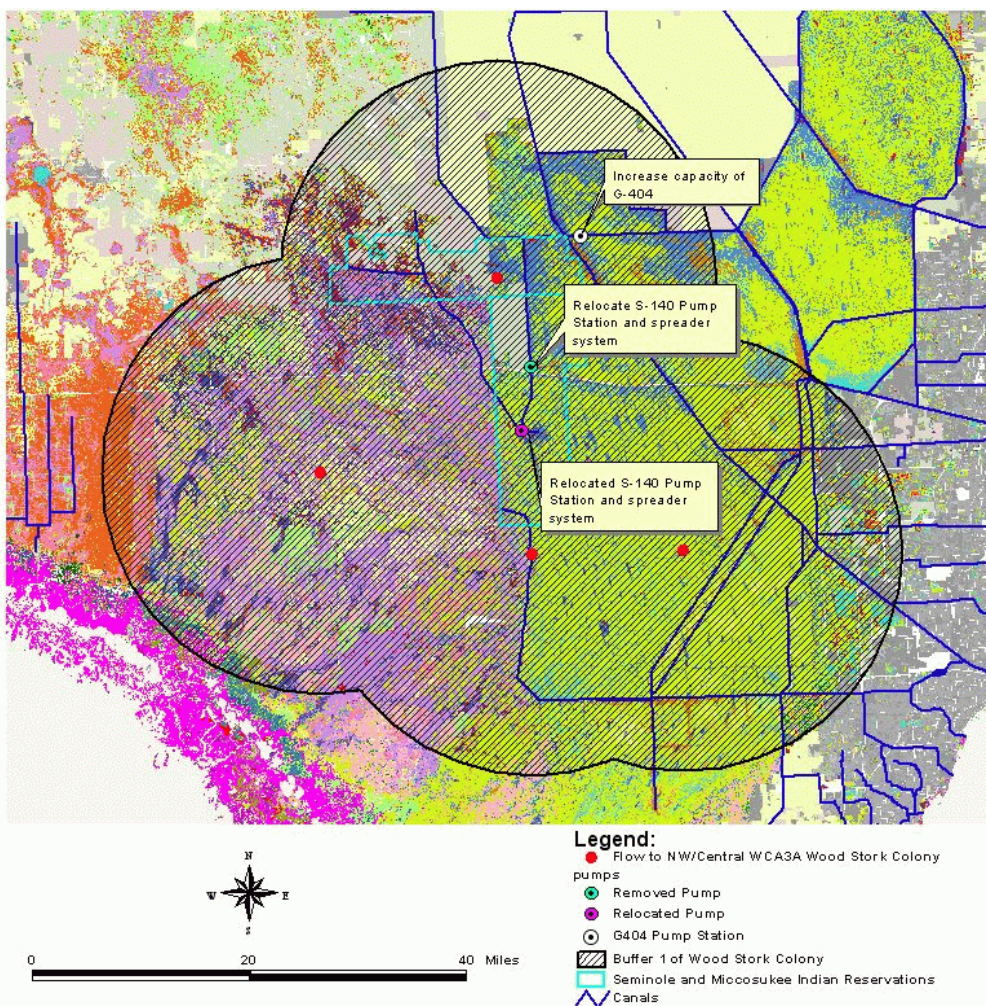 Increase capacity of
G-404
Relocate S-140 Pump
Station and spreader
system
Relocated S-140 Pump
Station and spreader
system
N
W E
S
0 20 40 Miles
Legend:
Flow to NW/Central WCA3A Wood Stork Colony
pumps
Removed Pump
Relocated Pump
G404 Pump Station
Buffer 1 of Wood Stork Colony
Seminole and Miccosukee Indian Reservations
Canals